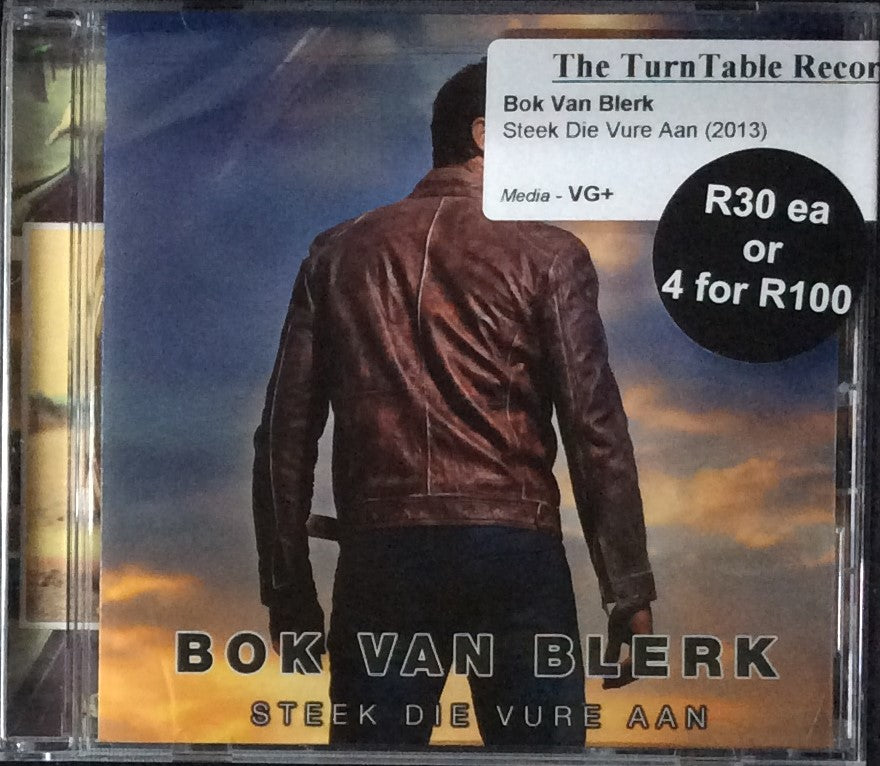 The TurnTable Recor
Bok Van Blerk
Steek Die Vure Aan (2013)
Media - VG+
R30 ea
or
4 for R100
BOK VAN BLERK
STEEK DIE VURE AAN